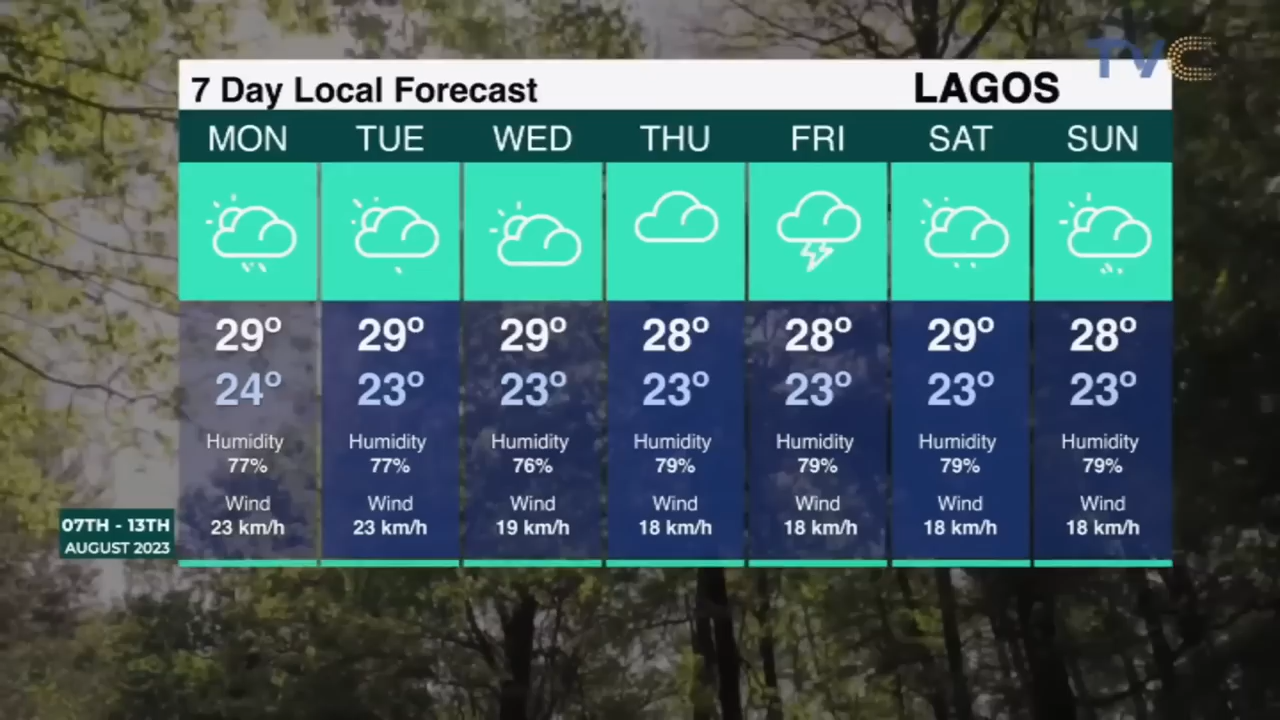 TVC
7 Day Local Forecast LAGOS
MON TUE WED THU FRI SAT SUN
29° 29° 29° 28° 28° 29° 28°
24° 23° 23° 23° 23° 23° 23°
Humidity Humidity Humidity Humidity Humidity Humidity Humidity
77% 77% 76% 79% 79% 79% 79%
Wind Wind Wind Wind Wind Wind Wind
23 km/h 23 km/h 19 km/h 18 km/h 18 km/h 18 km/h 18 km/h
07TH - 13TH
AUGUST 2023